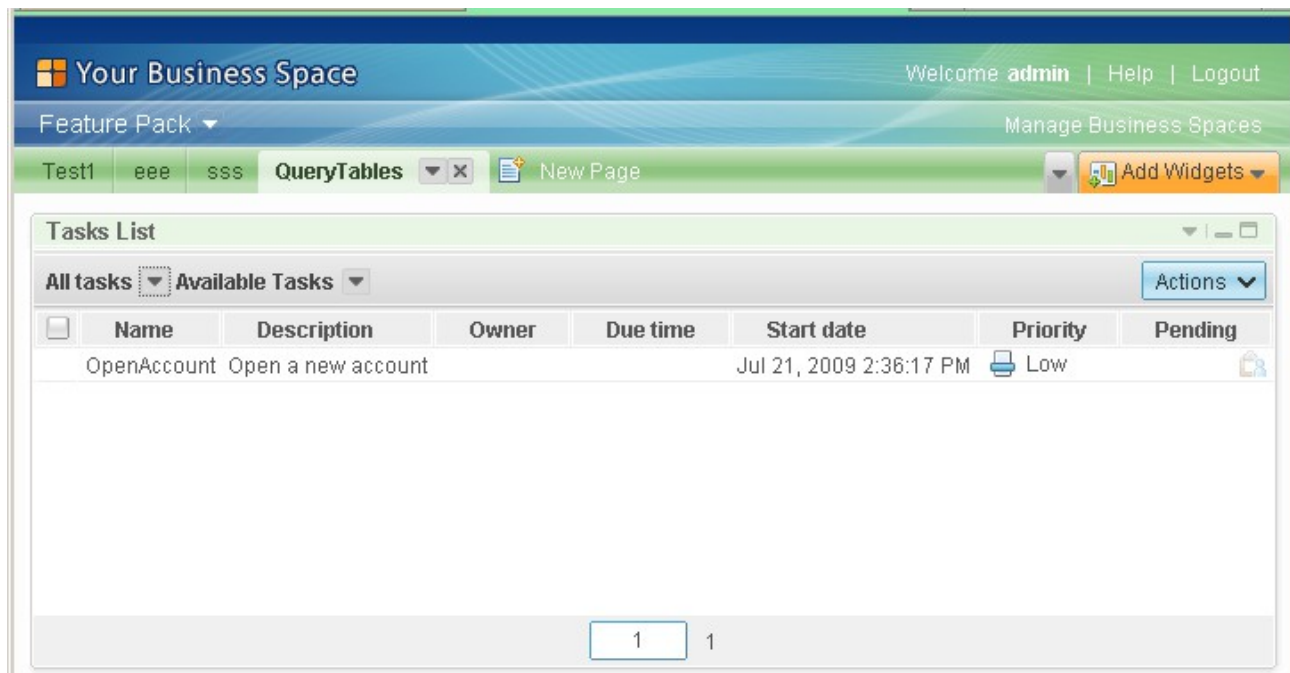 Your Business Space
Welcome admin | Help | Logout
Feature Pack
Manage Business Spaces
Test1 eee sss QueryTables New Page Add Widgets
Tasks List
All tasks Available Tasks Actions
Name Description Owner Due time Start date Priority Pending
OpenAccount Open a new account Jul 21, 2009 2:36:17 PM Low
1 1